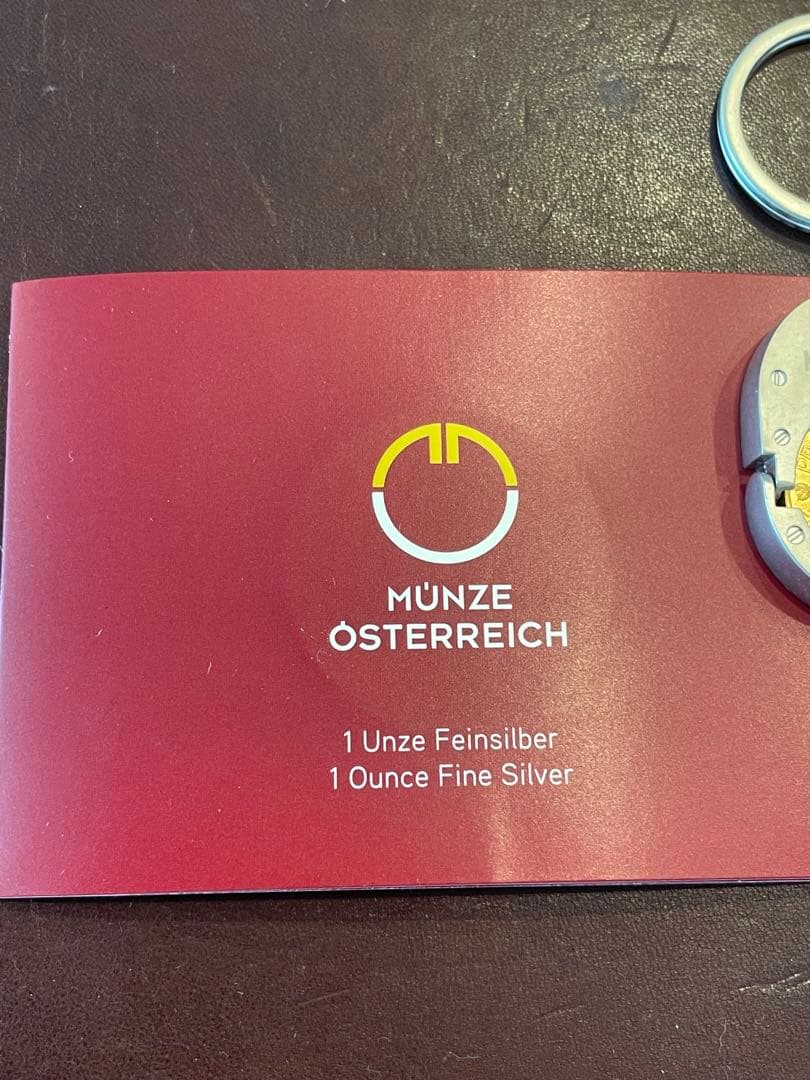 MÜNZE
ÖSTERREICH
1 Unze Feinsilber
1 Ounce Fine Silver